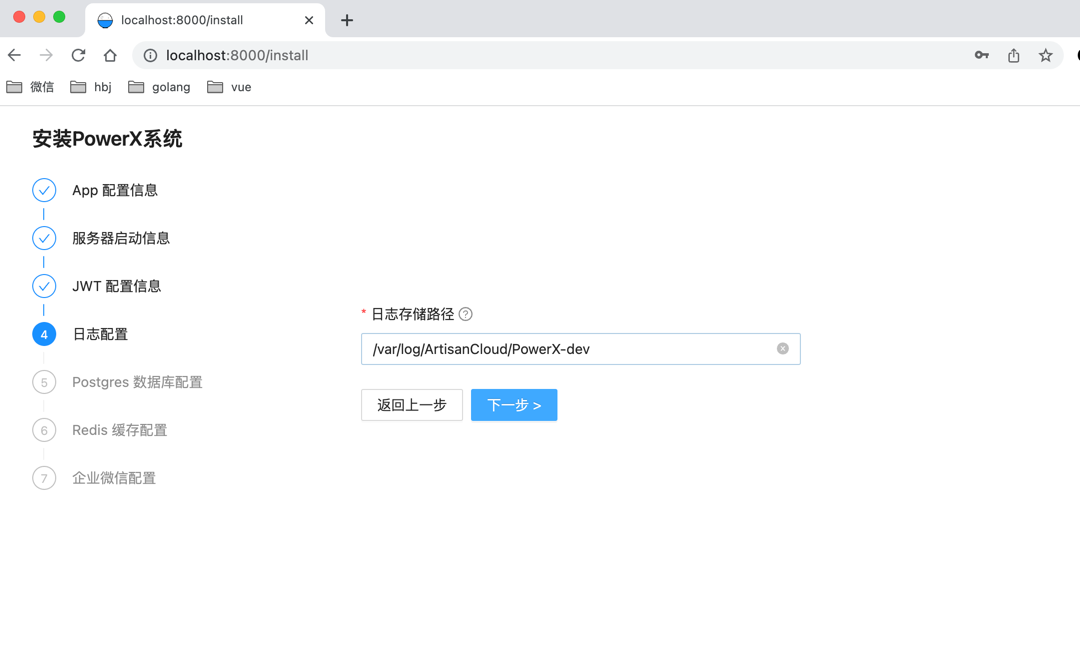 localhost:8000/install
localhost:8000/install
微信 hbj golang vue
安装PowerX系统
App 配置信息
服务器启动信息
JWT 配置信息
4 日志配置
5 Postgres 数据库配置
6 Redis 缓存配置
7 企业微信配置
* 日志存储路径 ?
/var/log/ArtisanCloud/PowerX-dev
返回上一步 下一步 >